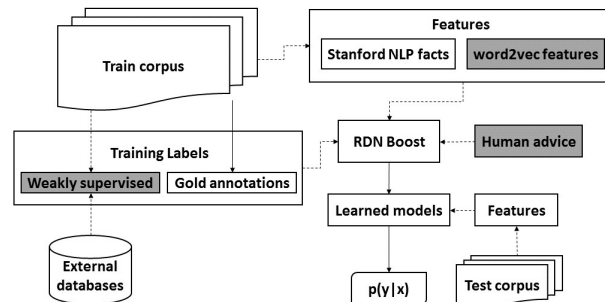 Features
Train corpus
Stanford NLP facts
word2vec features
Training Labels
RDN Boost
Human advice
Weakly supervised
Gold annotations
Learned models
Features
External
databases
p(y|x)
Test corpus